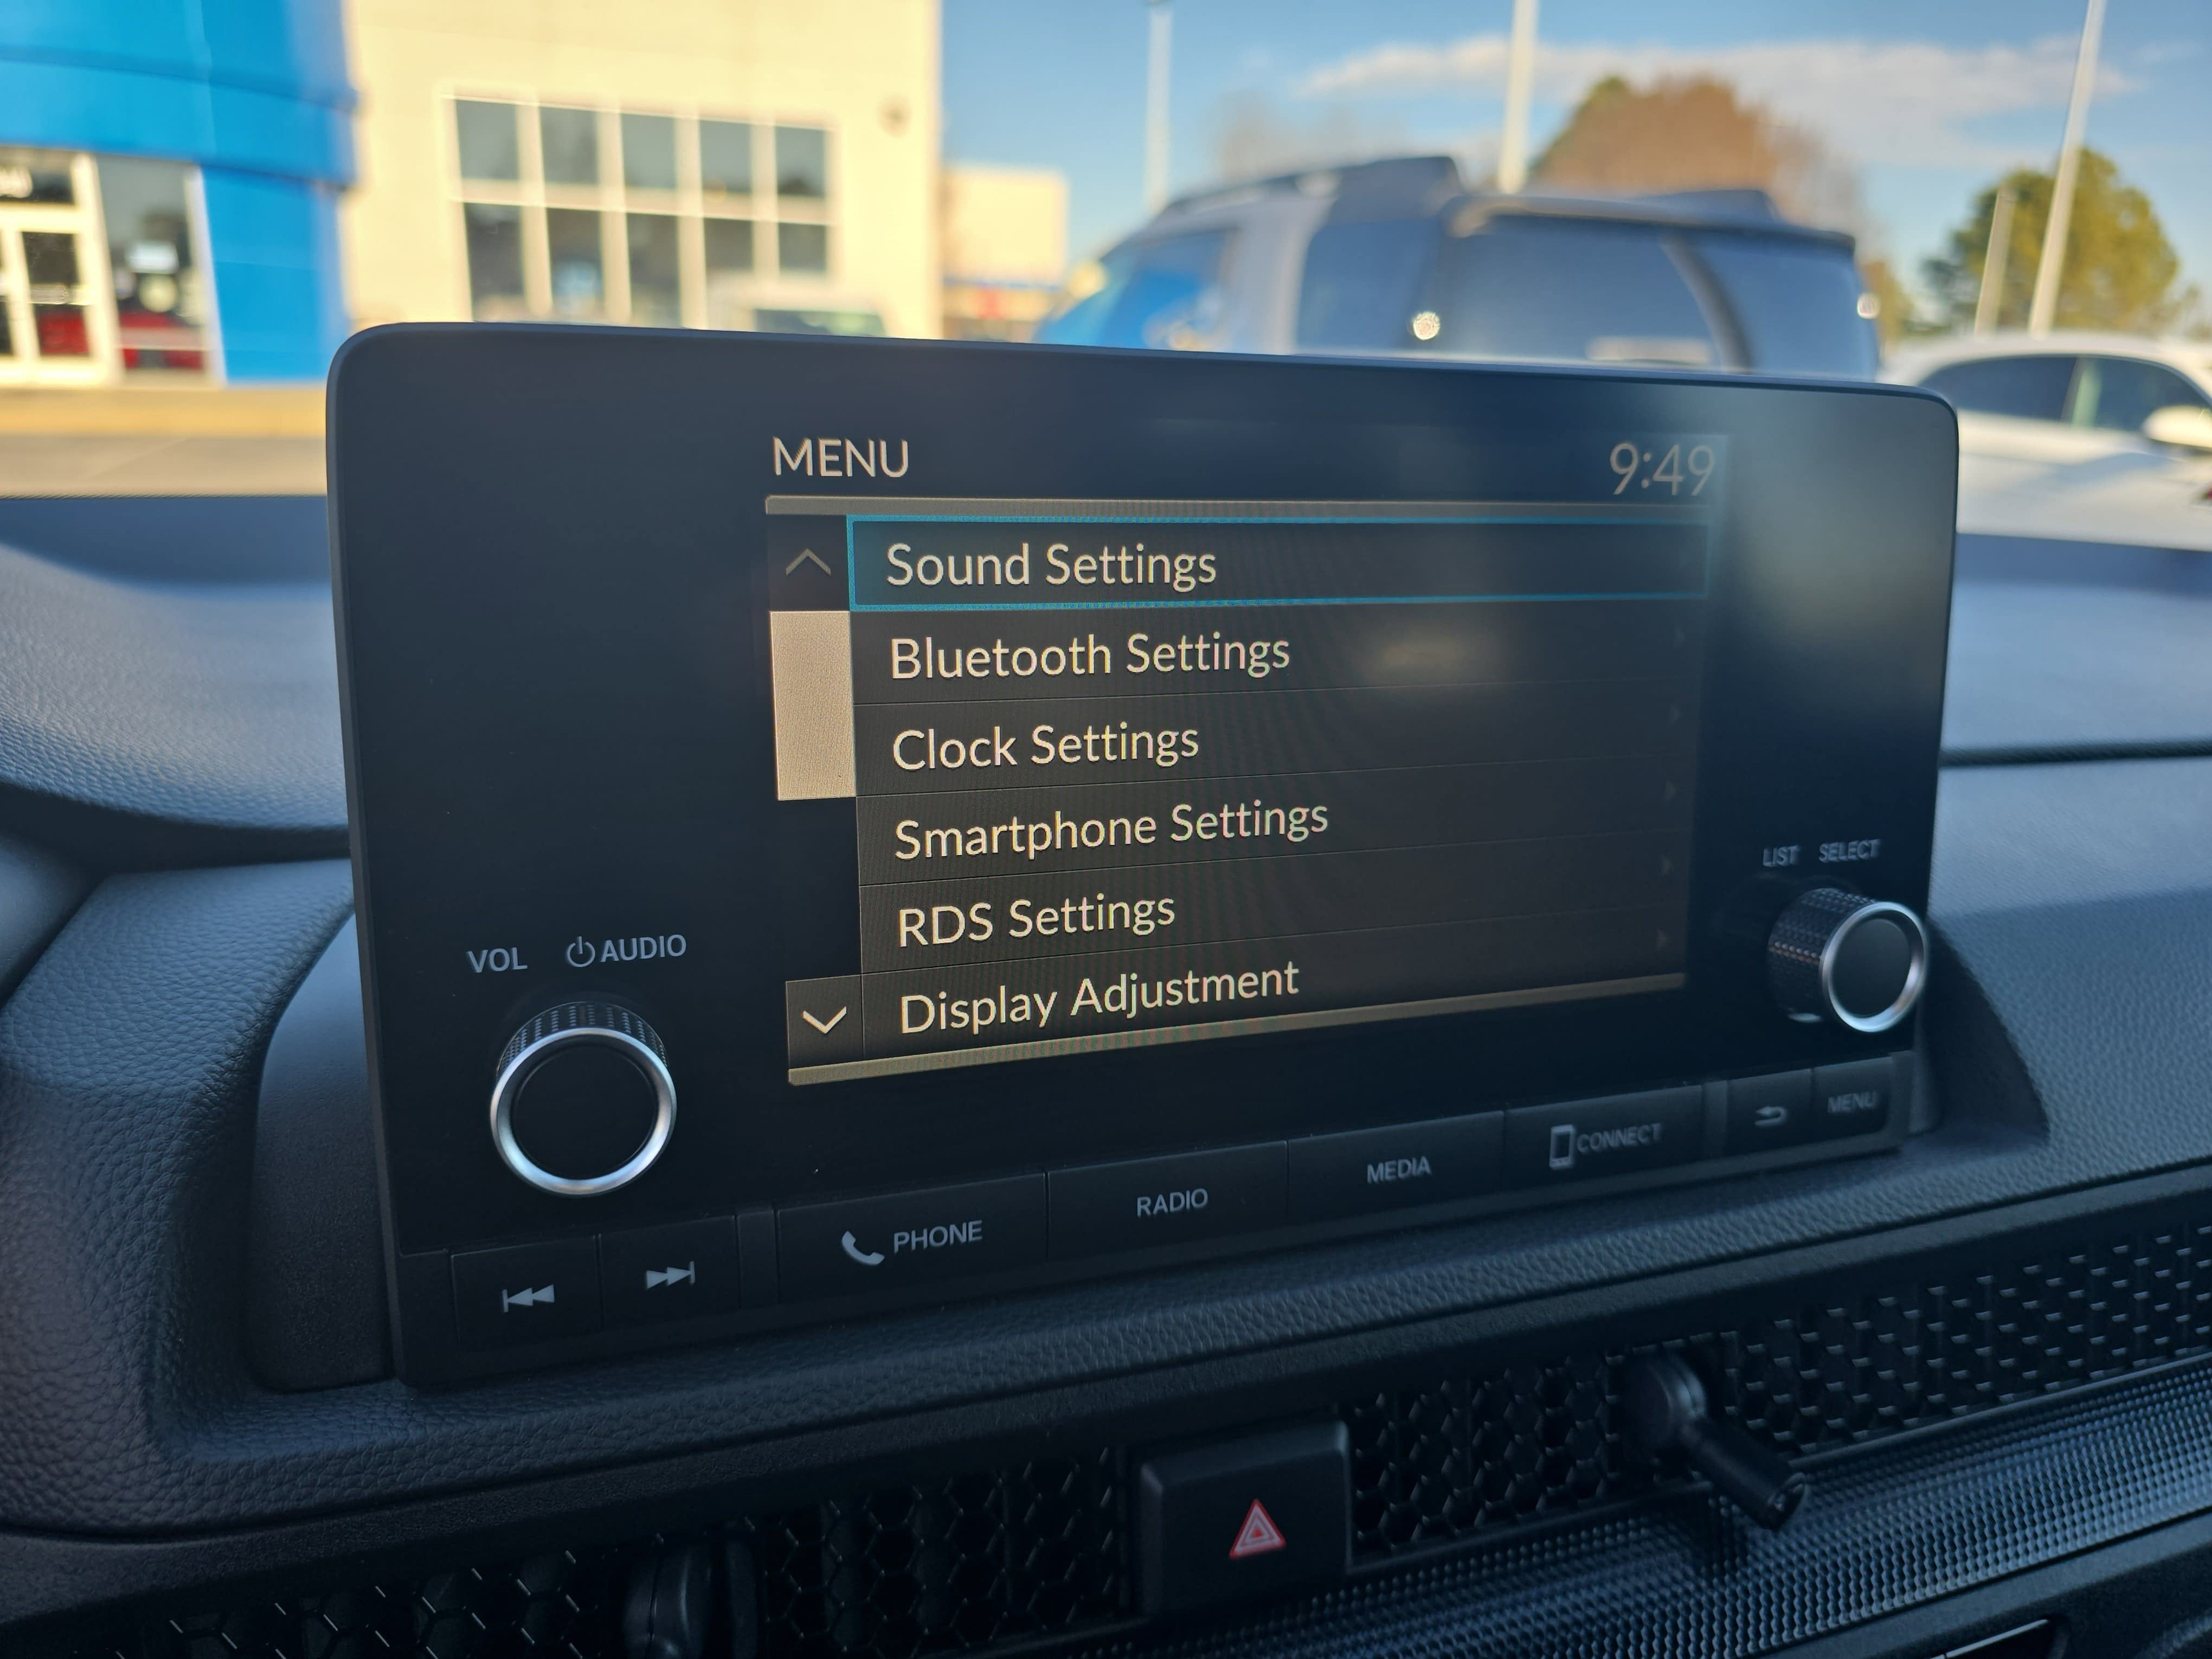 MENU
9:49
Sound Settings
Bluetooth Settings
Clock Settings
Smartphone Settings
RDS Settings
Display Adjustment
LIST SELECT
VOL AUDIO
PHONE
RADIO
MEDIA
CONNECT
MENU